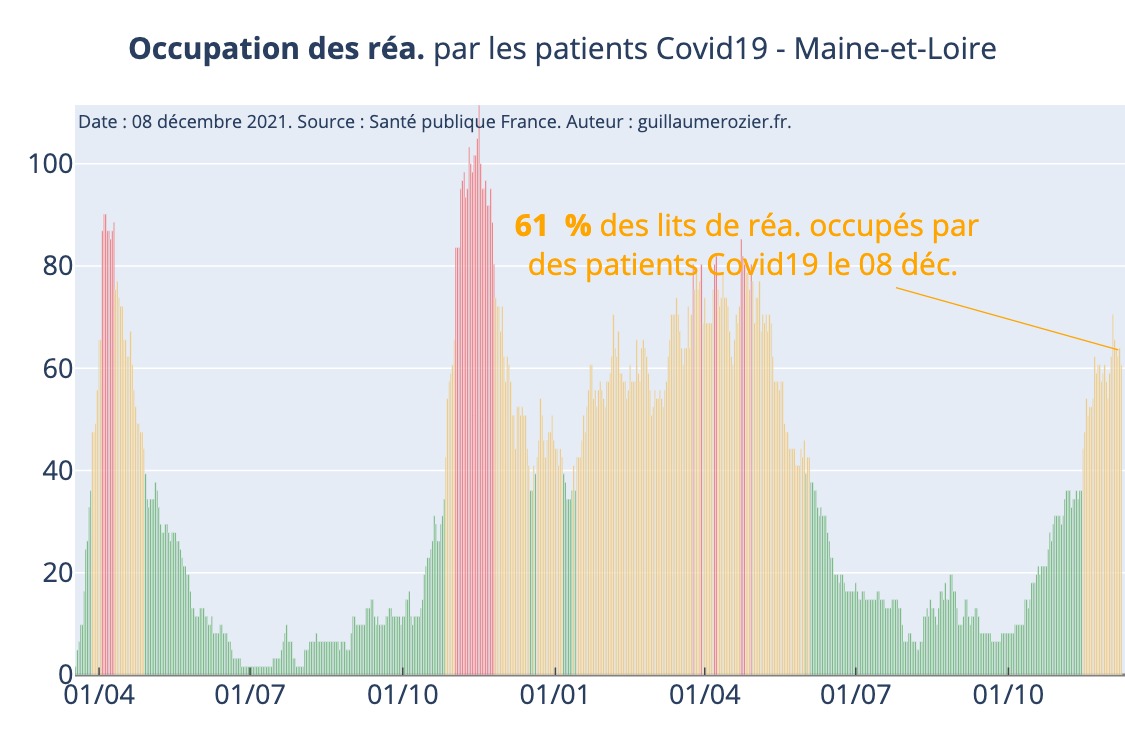 Occupation des réa. par les patients Covid19 - Maine-et-Loire
Date : 08 décembre 2021. Source : Santé publique France. Auteur : guillaumerozier.fr.
100
61 % des lits de réa. occupés par
des patients Covid19 le 08 déc.
80
60
40
20
0
01/04 01/07 01/10 01/01 01/04 01/07 01/10